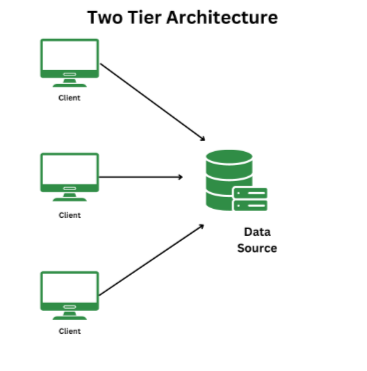 Two Tier Architecture
Client
Client
Data
Source
Client